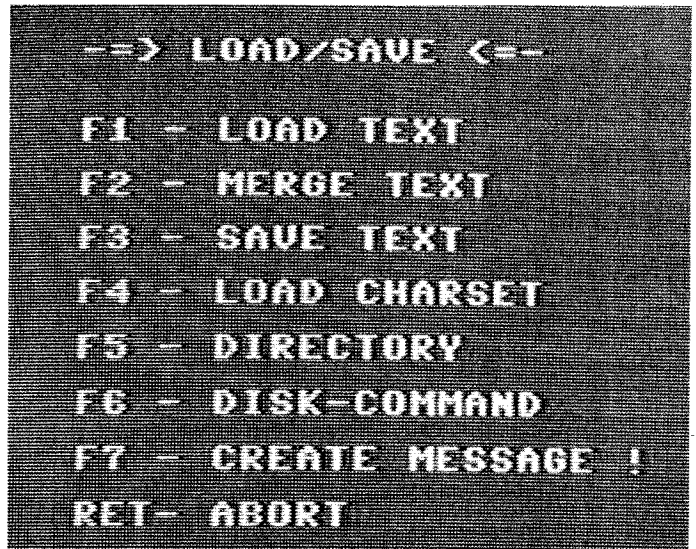 -=> LOAD/SAVE <=-
F1 - LOAD TEXT
F2 - MERGE TEXT
F3 - SAVE TEXT
F4 - LOAD CHARSET
F5 - DIRECTORY
F6 - DISK-COMMAND
F7 - CREATE MESSAGE !
RET- ABORT